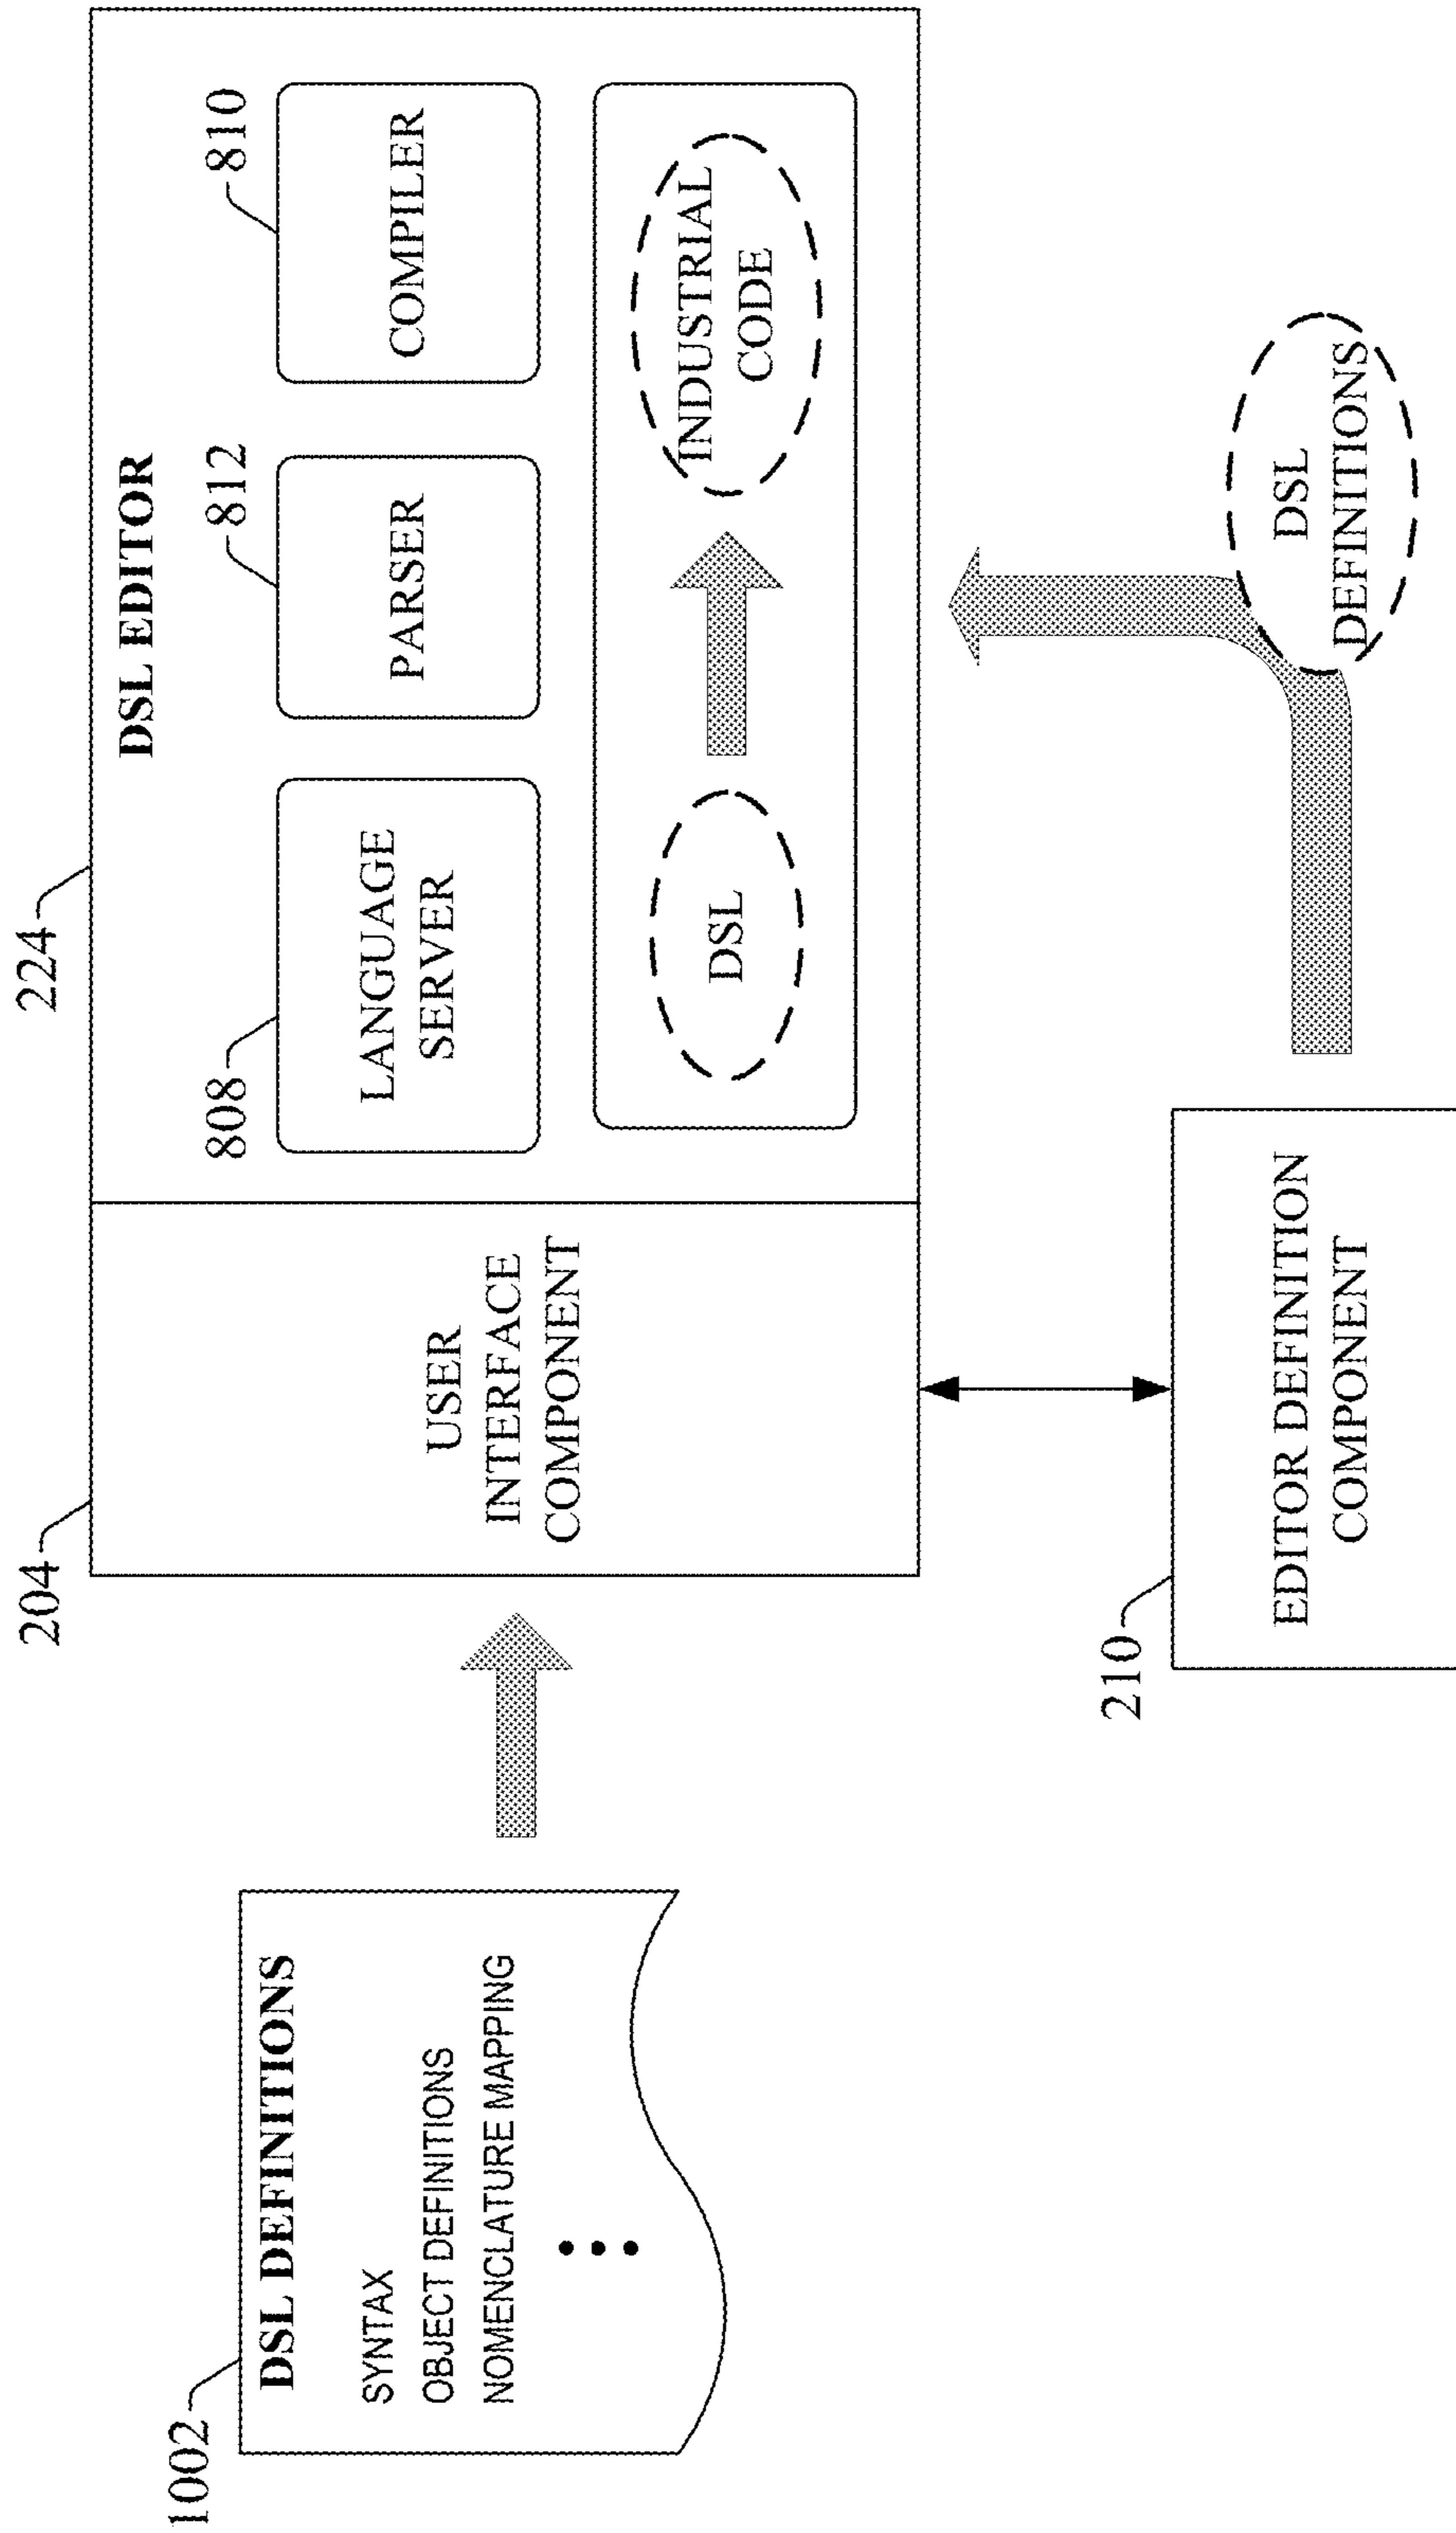 1002
DSL DEFINITIONS
SYNTAX
OBJECT DEFINITIONS
NOMENCLATURE MAPPING
204
USER
INTERFACE
COMPONENT
224
DSL EDITOR
808
LANGUAGE
SERVER
812
PARSER
810
COMPILER
DSL
INDUSTRIAL
CODE
210
EDITOR DEFINITION
COMPONENT
DSL
DEFINITIONS